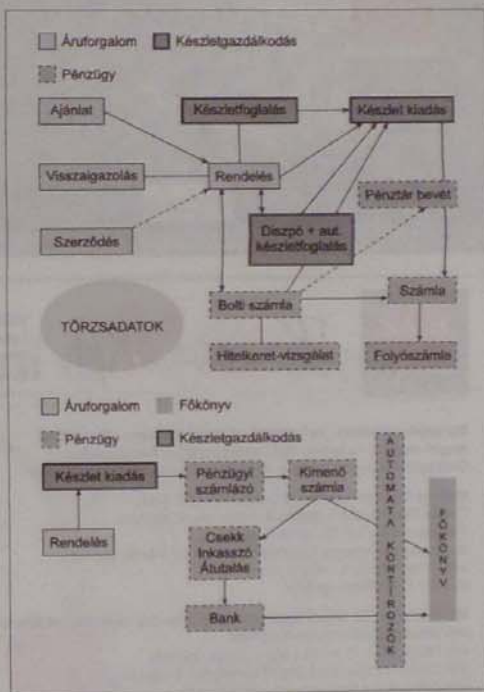 Áruforgalom
Készletgazdálkodás
Pénzügy
Ajánlat
Készletfoglalás
Készlet kiadás
Visszaigazolás
Rendelés
Pénztár bevét
Szerződés
Diszpó + aut.
készletfoglalás
Bolti számla
Számla
TÖRZSADATOK
Hitelkeret-vizsgálat
Folyószámla
Áruforgalom
Főkönyv
Pénzügy
Készletgazdálkodás
Készlet kiadás
Pénzügyi
számlázó
Kimenő
számla
AUTOMATA KONTÍROZÓK
FŐKÖNYV
Rendelés
Csekk
Inkasszó
Átutalás
Bank